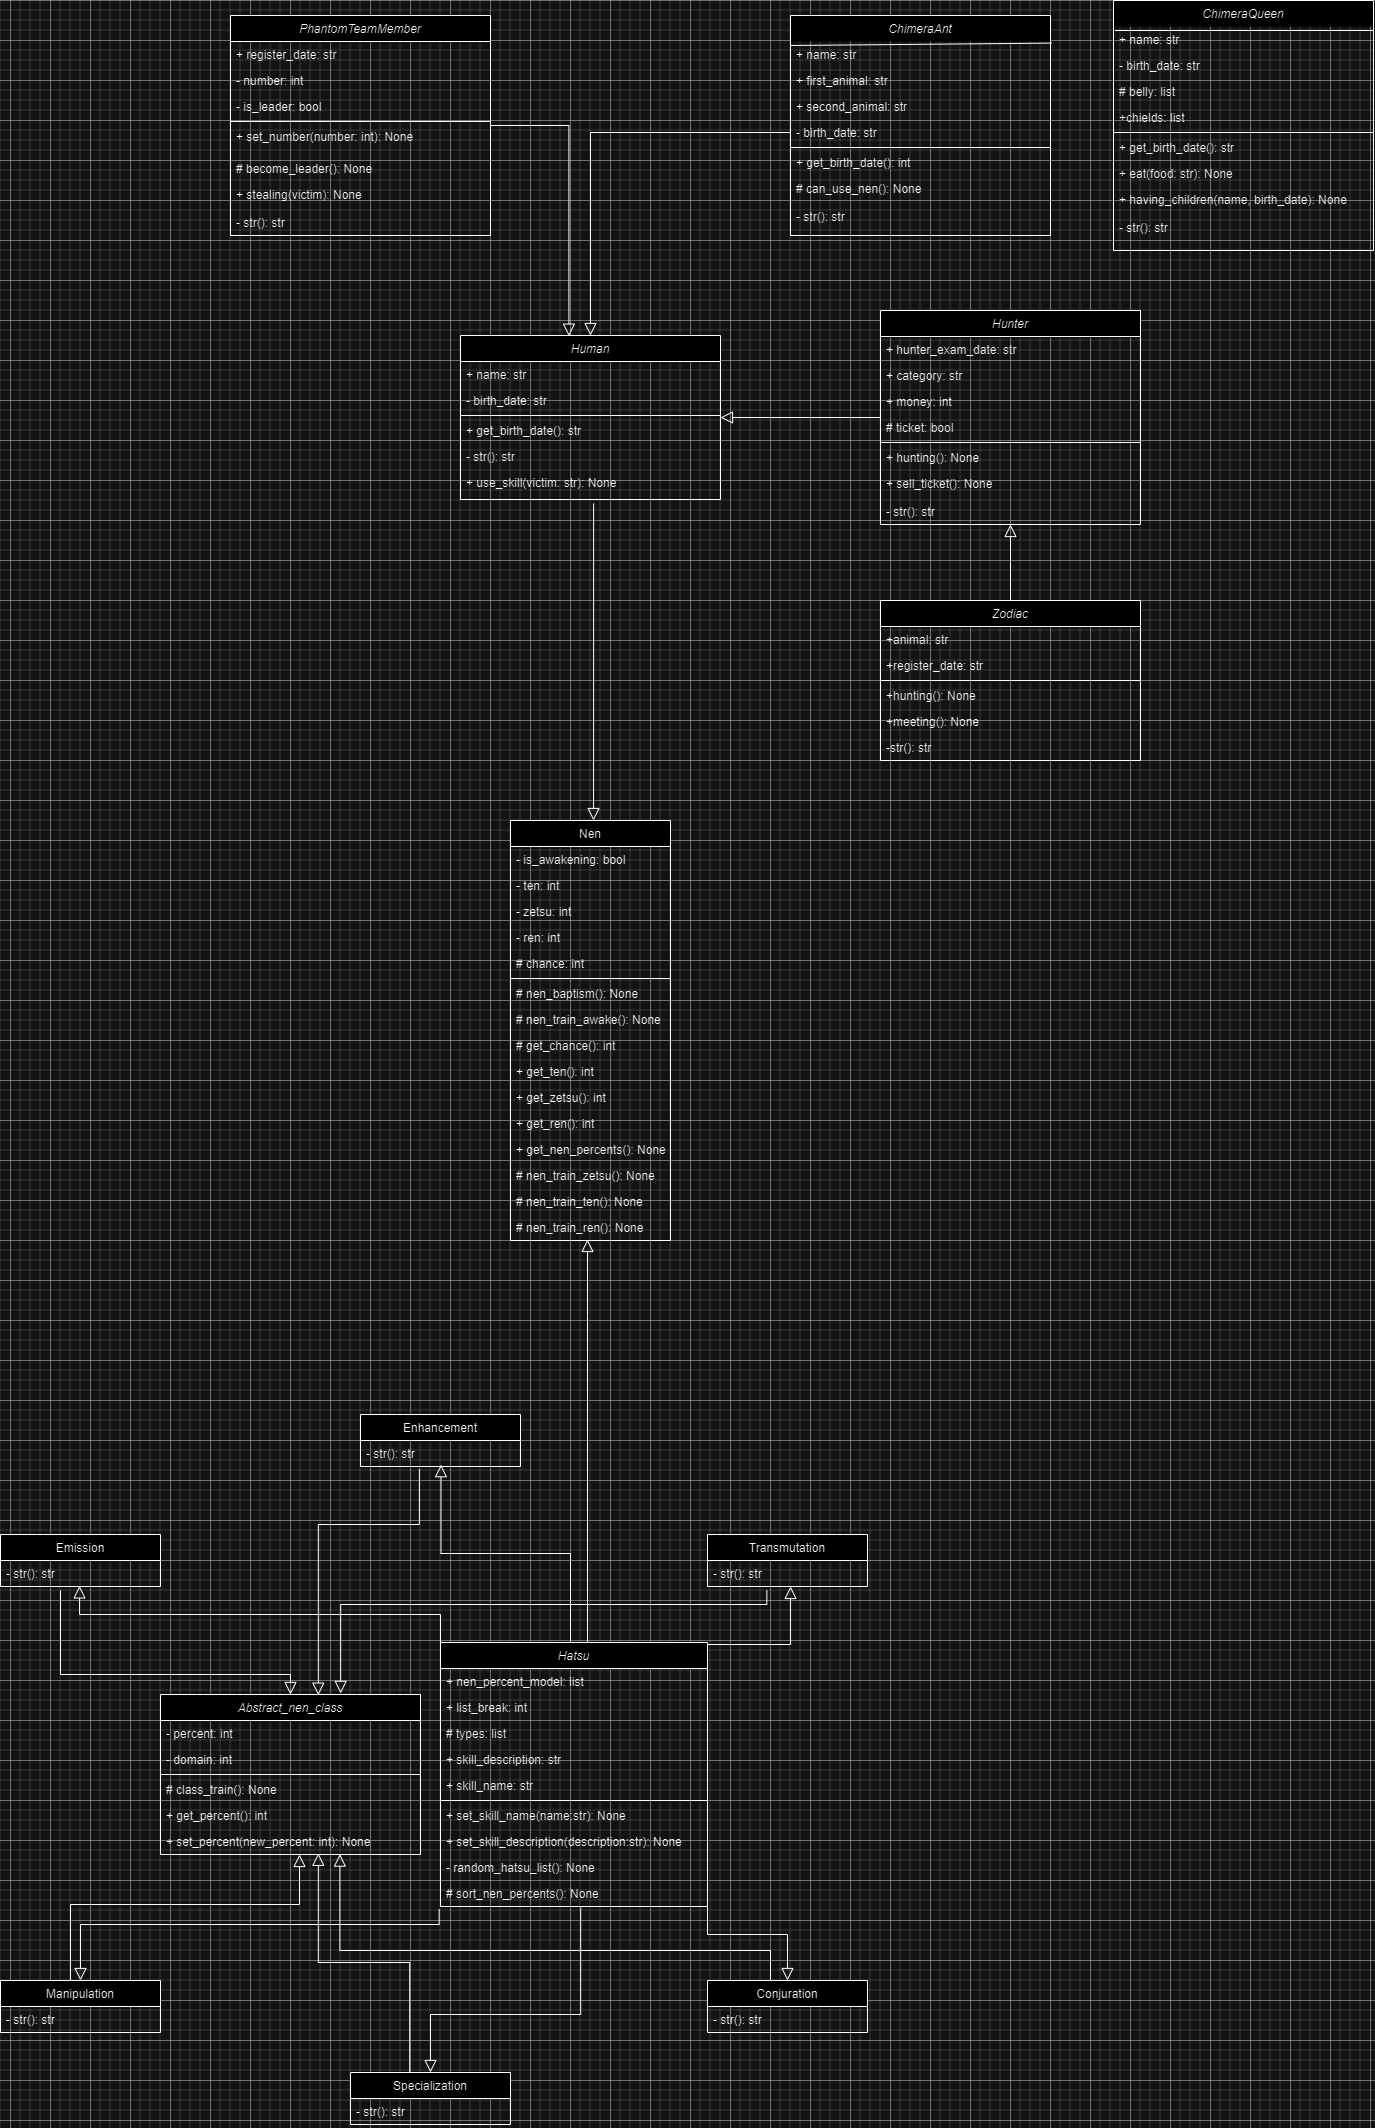 PhantomTeamMember
+ register_date: str
- number: int
- is_leader: bool
+ set_number(number: int): None
# become_leader(): None
+ stealing(victim): None
- str(): str
ChimeraAnt
+ name: str
+ first_animal: str
+ second_animal: str
- birth_date: str
+ get_birth_date(): int
# can_use_nen(): None
- str(): str
ChimeraQueen
+ name: str
- birth_date: str
# belly: list
+chields: list
+ get_birth_date(): str
+ eat(food: str): None
+ having_children(name, birth_date): None
- str(): str
Human
+ name: str
- birth_date: str
+ get_birth_date(): str
- str(): str
+ use_skill(victim: str): None
Hunter
+ hunter_exam_date: str
+ category: str
+ money: int
# ticket: bool
+ hunting(): None
+ sell_ticket(): None
- str(): str
Zodiac
+animal: str
+register_date: str
+hunting(): None
+meeting(): None
-str(): str
Nen
- is_awakening: bool
- ten: int
- zetsu: int
- ren: int
# chance: int
# nen_baptism(): None
# nen_train_awake(): None
# get_chance(): int
+ get_ten(): int
+ get_zetsu(): int
+ get_ren(): int
+ get_nen_percents(): None
# nen_train_zetsu(): None
# nen_train_ten(): None
# nen_train_ren(): None
Enhancement
- str(): str
Emission
- str(): str
Transmutation
- str(): str
Hatsu
+ nen_percent_model: list
+ list_break: int
# types: list
+ skill_description: str
+ skill_name: str
+ set_skill_name(name:str): None
+ set_skill_description(description:str): None
- random_hatsu_list(): None
# sort_nen_percents(): None
Abstract_nen_class
- percent: int
- domain: int
# class_train(): None
+ get_percent(): int
+ set_percent(new_percent: int): None
Manipulation
- str(): str
Conjuration
- str(): str
Specialization
- str(): str